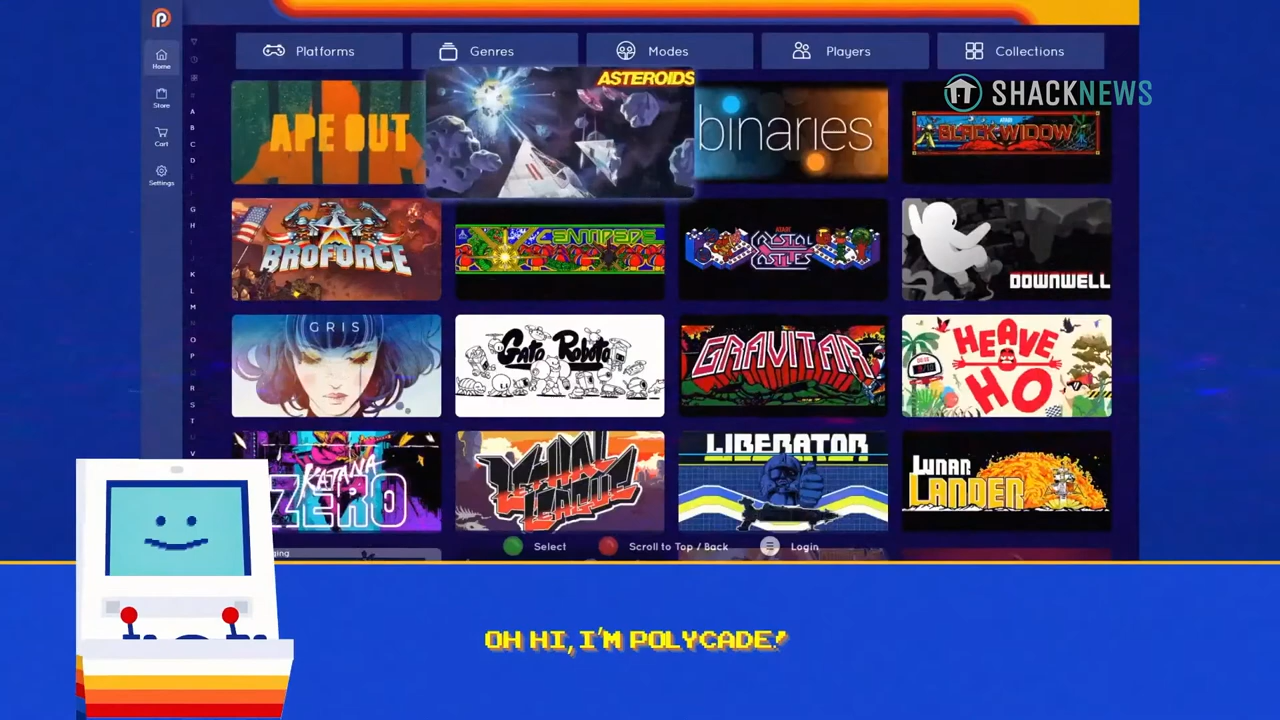 Platforms
Genres
Modes
Players
Collections
SHACKNEWS
Home
Store
Cart
Settings
A
B
C
D
G
H
K
L
M
O
P
R
S
T
V
APE OUT
ASTEROIDS
binaries
ATARI
BLACK WIDOW
BROFORCE
CENTIPEDE
ATARI
CRYSTAL
CASTLES
DOWNWELL
GRIS
Gato Roboto
GRAVITAR
HEAVE
HO
KATANA
ZERO
LETHAL
LEAGUE
LIBERATOR
LUNAR
LANDER
Select
Scroll to Top / Back
Login
OH HI, I'M POLYCADE!